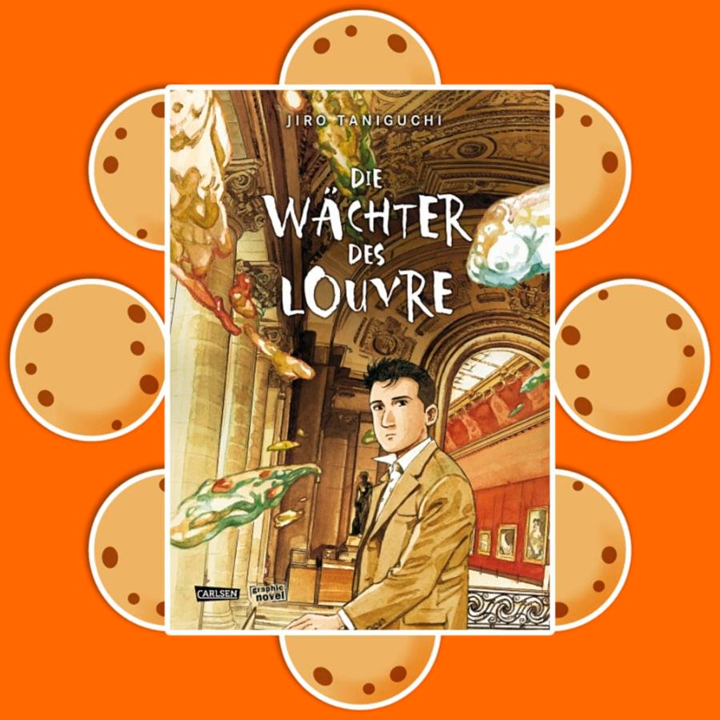 JIRO TANIGUCHI
DIE
WÄCHTER
DES
LOUVRE
CARLSEN
graphic
novel